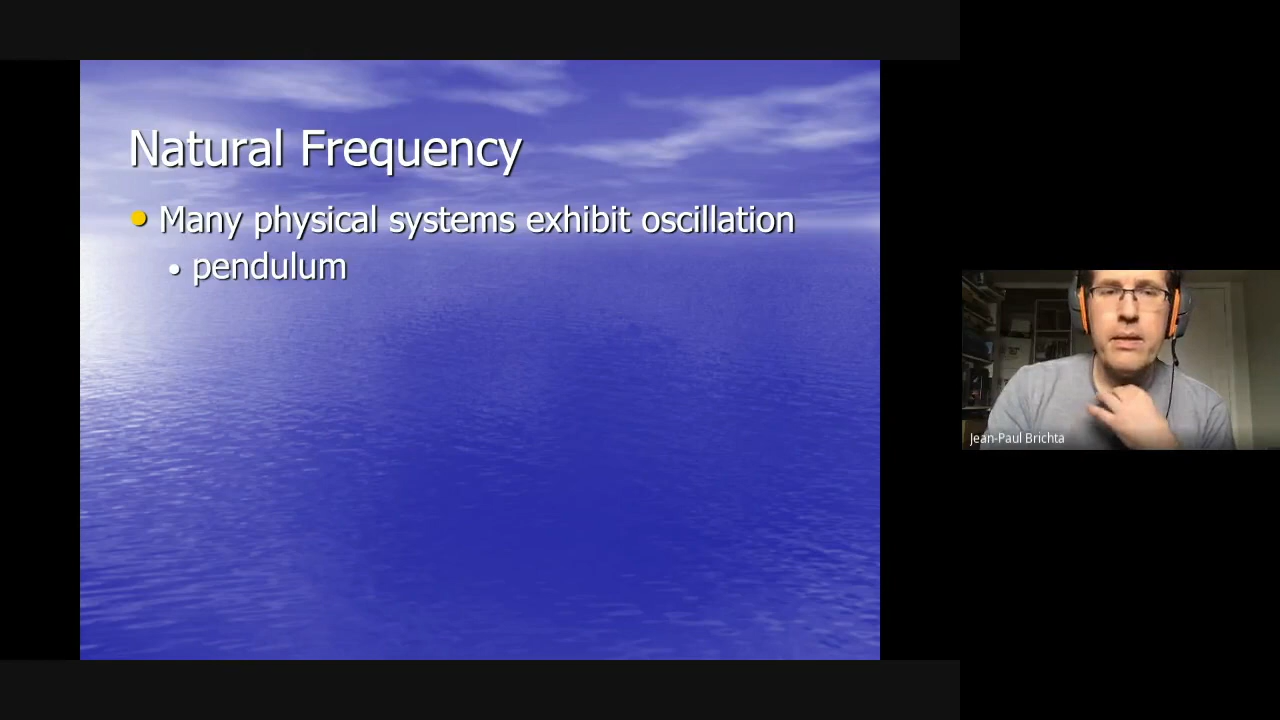 Natural Frequency
• Many physical systems exhibit oscillation
• pendulum
Jean-Paul Brichta